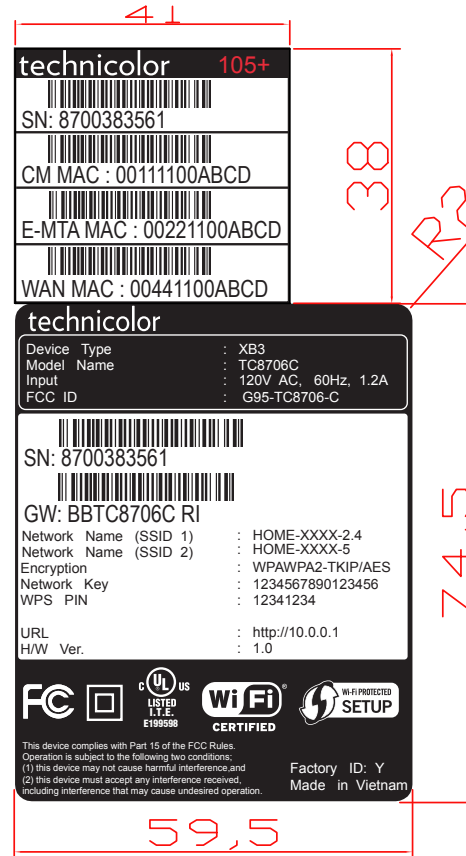 41
technicolor 105+
SN: 8700383561
CM MAC : 00111100ABCD
E-MTA MAC : 00221100ABCD
WAN MAC : 00441100ABCD
38
R3
technicolor
Device Type : XB3
Model Name : TC8706C
Input : 120V AC, 60Hz, 1.2A
FCC ID : G95-TC8706-C
SN: 8700383561
GW: BBTC8706C RI
Network Name (SSID 1) : HOME-XXXX-2.4
Network Name (SSID 2) : HOME-XXXX-5
Encryption : WPAWPA2-TKIP/AES
Network Key : 1234567890123456
WPS PIN : 12341234
URL : http://10.0.0.1
H/W Ver. : 1.0
74,5
FC
C UL US
LISTED
I.T.E.
E199598
Wi Fi ®
CERTIFIED
WI-FI PROTECTED
SETUP
This device complies with Part 15 of the FCC Rules.
Operation is subject to the following two conditions;
(1) this device may not cause harmful interference,and
(2) this device must accept any interference received,
including interference that may cause undesired operation.
Factory ID: Y
Made in Vietnam
59,5